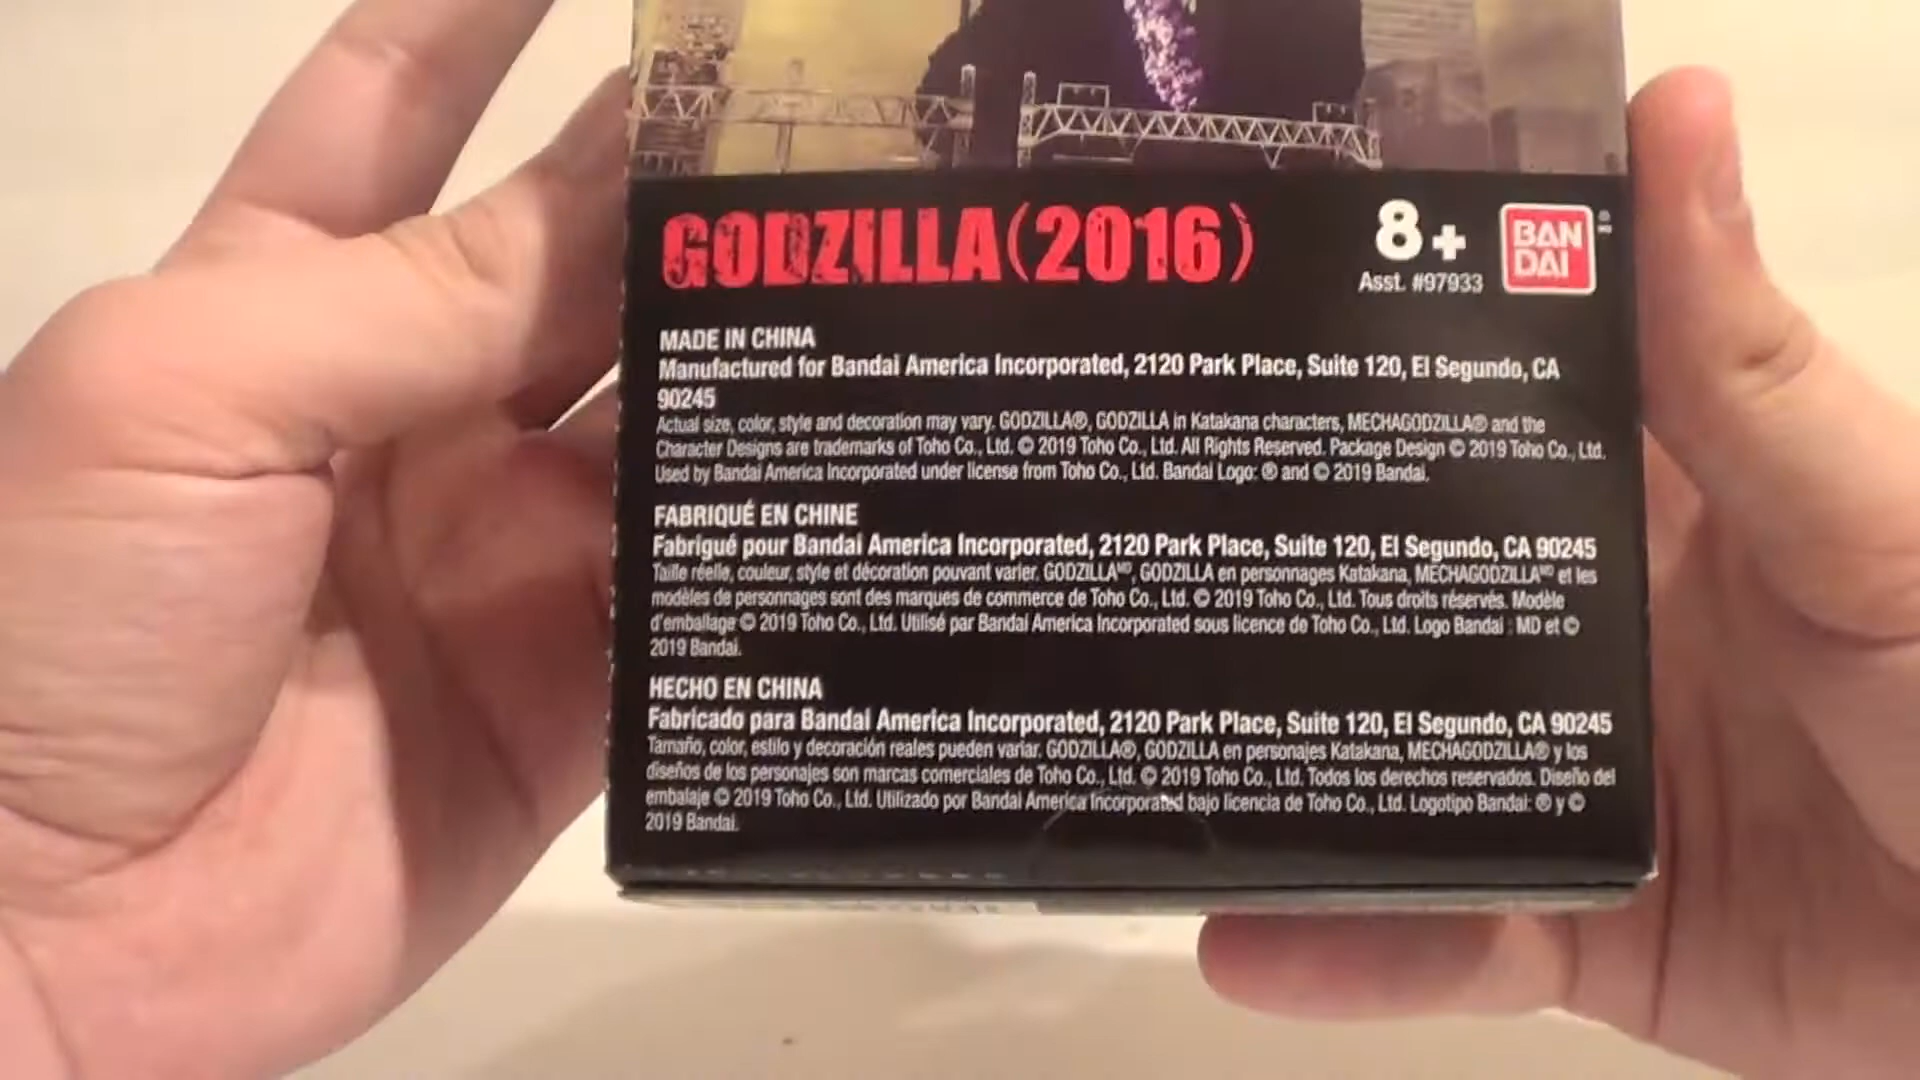 GODZILLA(2016)
8+
Asst. #97933
BAN
DAI
MADE IN CHINA
Manufactured for Bandai America Incorporated, 2120 Park Place, Suite 120, El Segundo, CA
90245
Actual size, color, style and decoration may vary. GODZILLA®, GODZILLA in Katakana characters, MECHAGODZILLA® and the
Character Designs are trademarks of Toho Co., Ltd. © 2019 Toho Co., Ltd. All Rights Reserved. Package Design © 2019 Toho Co., Ltd.
Used by Bandai America Incorporated under license from Toho Co., Ltd. Bandai Logo: ® and © 2019 Bandai.
FABRIQUÉ EN CHINE
Fabrigué pour Bandai America Incorporated, 2120 Park Place, Suite 120, El Segundo, CA 90245
Taille réelle, couleur, style et décoration pouvant varier. GODZILLAᴹᴰ, GODZILLA en personnages Katakana, MECHAGODZILLAᴹᴰ et les
modèles de personnages sont des marques de commerce de Toho Co., Ltd. © 2019 Toho Co., Ltd. Tous droits réservés. Modèle
d'emballage © 2019 Toho Co., Ltd. Utilisé par Bandai America Incorporated sous licence de Toho Co., Ltd. Logo Bandai : MD et ©
2019 Bandai.
HECHO EN CHINA
Fabricado para Bandai America Incorporated, 2120 Park Place, Suite 120, El Segundo, CA 90245
Tamaño, color, estilo y decoración reales pueden variar. GODZILLA®, GODZILLA en personajes Katakana, MECHAGODZILLA® y los
diseños de los personajes son marcas comerciales de Toho Co., Ltd. © 2019 Toho Co., Ltd. Todos los derechos reservados. Diseño del
embalaje © 2019 Toho Co., Ltd. Utilizado por Bandai America Incorporated bajo licencia de Toho Co., Ltd. Logotipo Bandai: ® y ©
2019 Bandai.